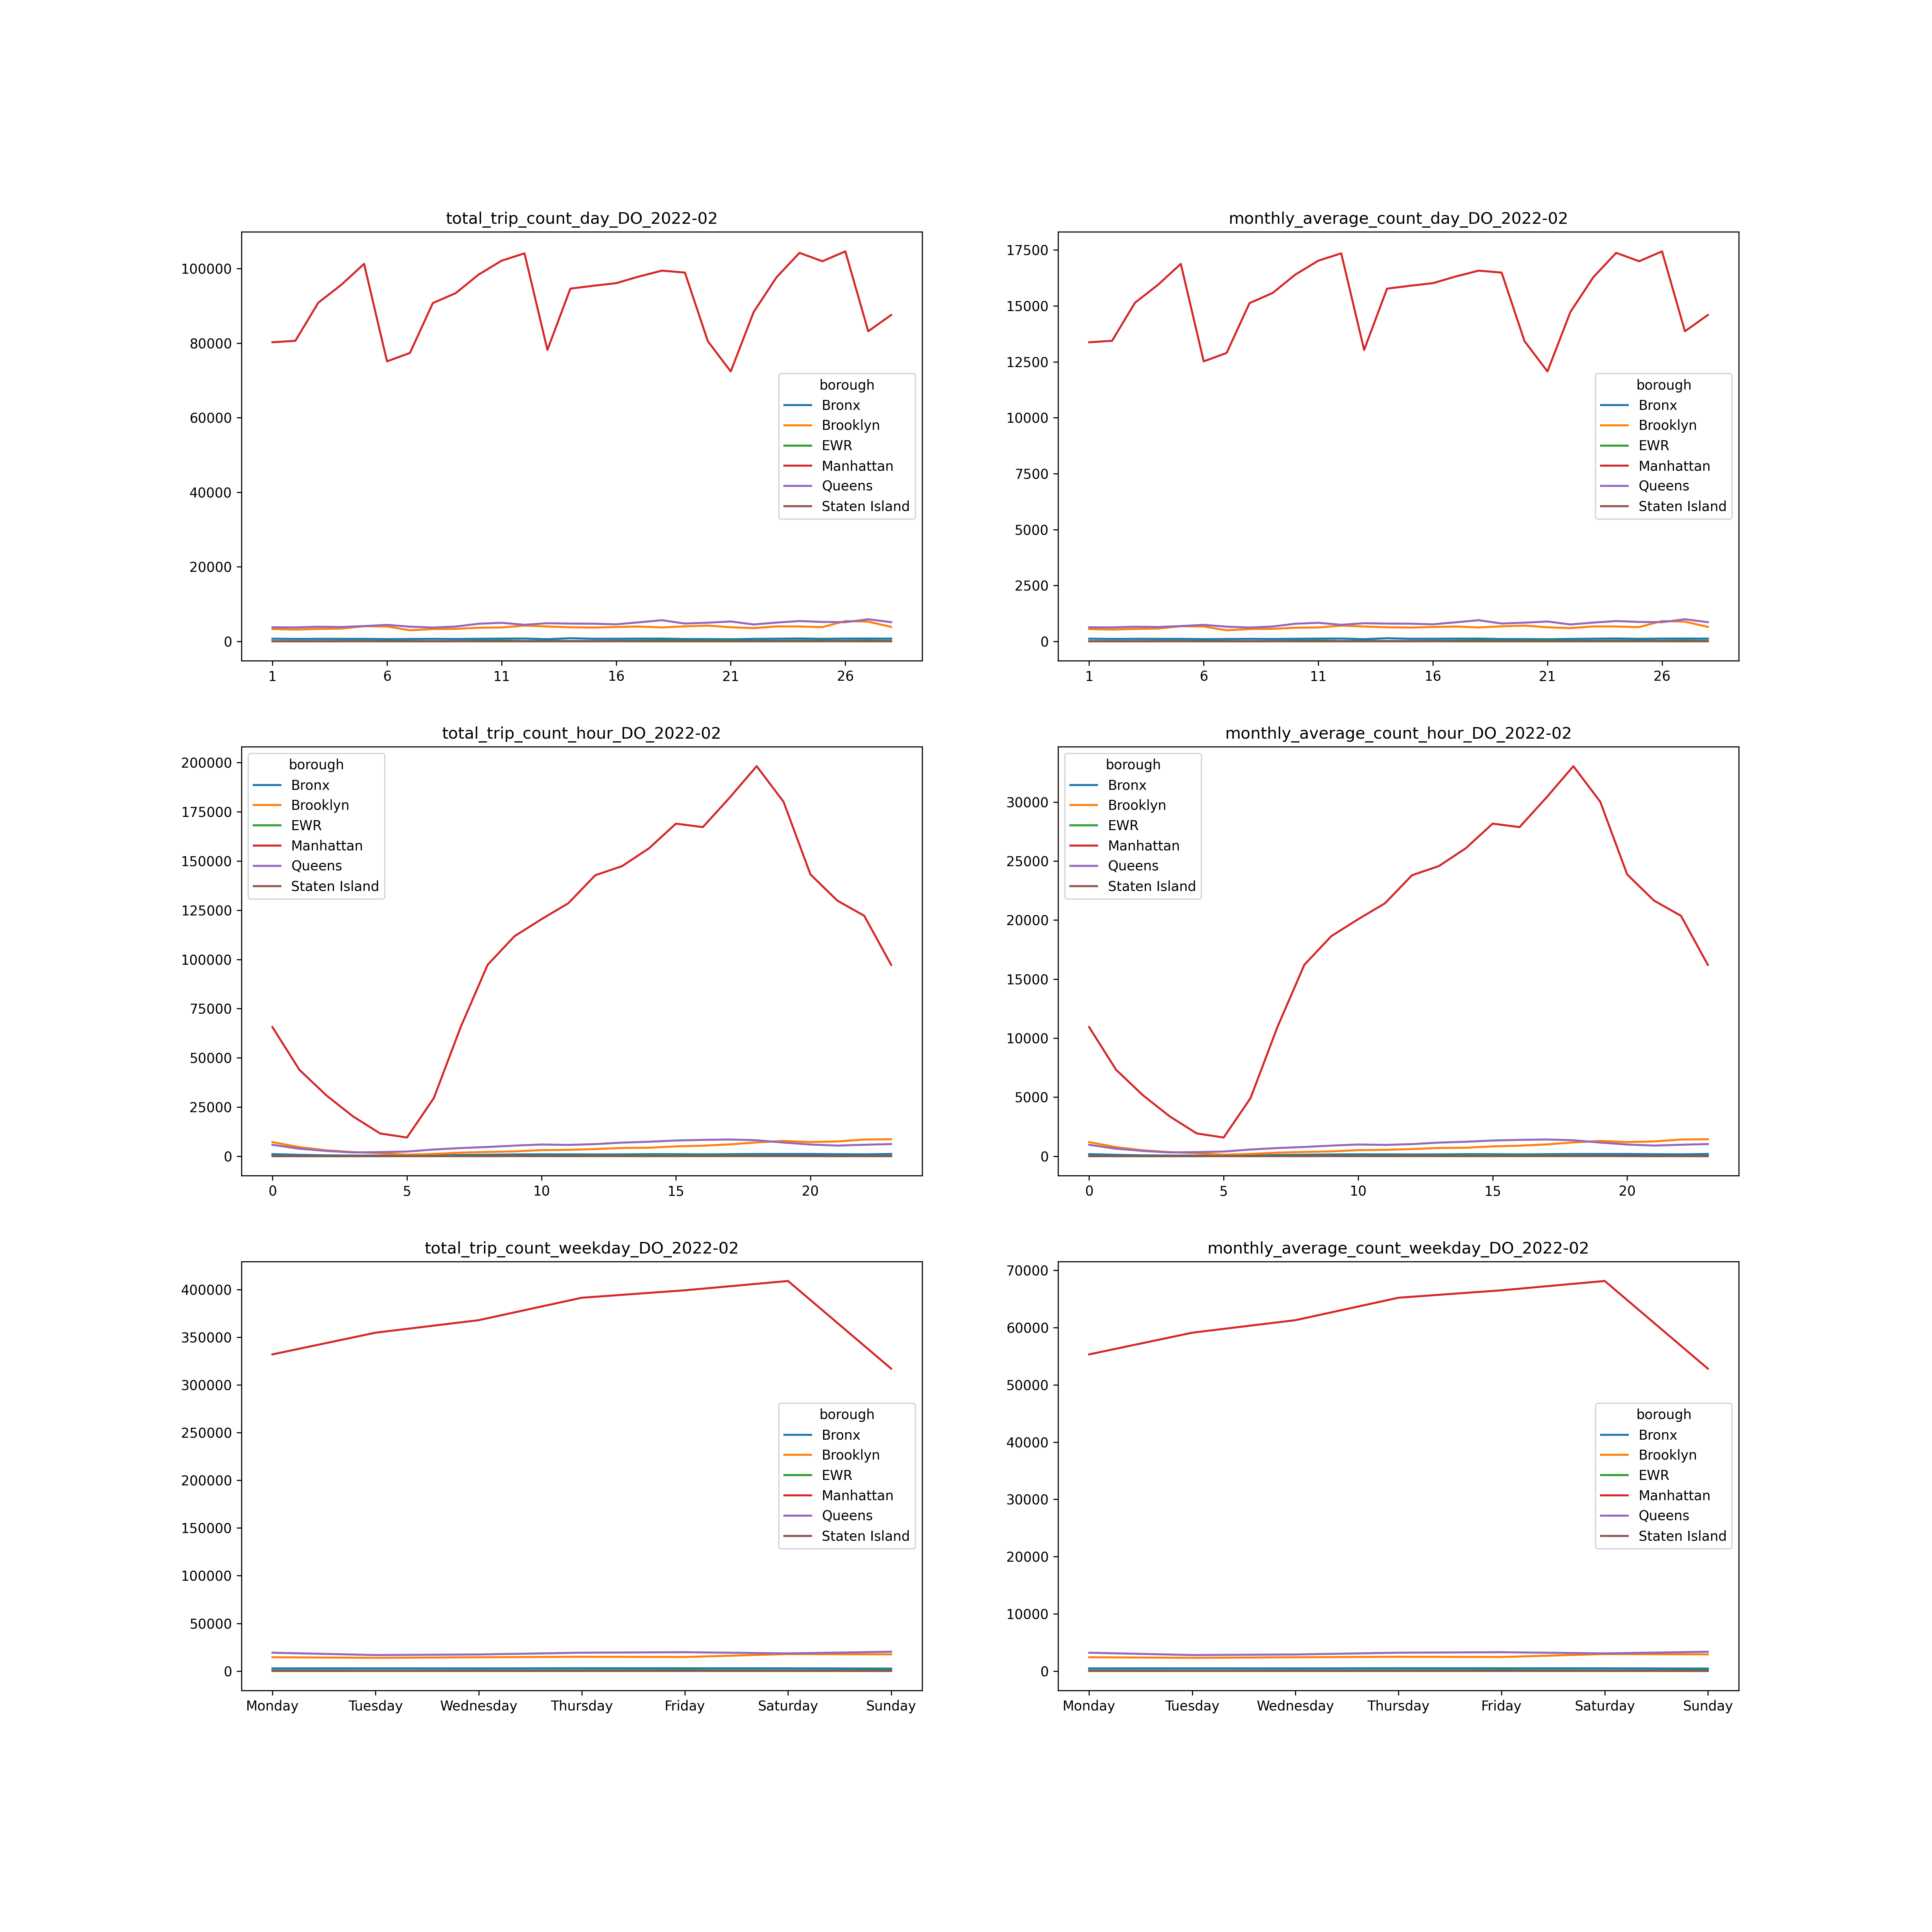 total_trip_count_day_DO_2022-02
100000
80000
60000
40000
20000
0
borough
Bronx
Brooklyn
EWR
Manhattan
Queens
Staten Island
1 6 11 16 21 26
monthly_average_count_day_DO_2022-02
17500
15000
12500
10000
7500
5000
2500
0
borough
Bronx
Brooklyn
EWR
Manhattan
Queens
Staten Island
1 6 11 16 21 26
total_trip_count_hour_DO_2022-02
200000
175000
150000
125000
100000
75000
50000
25000
0
borough
Bronx
Brooklyn
EWR
Manhattan
Queens
Staten Island
0 5 10 15 20
monthly_average_count_hour_DO_2022-02
30000
25000
20000
15000
10000
5000
0
borough
Bronx
Brooklyn
EWR
Manhattan
Queens
Staten Island
0 5 10 15 20
total_trip_count_weekday_DO_2022-02
400000
350000
300000
250000
200000
150000
100000
50000
0
borough
Bronx
Brooklyn
EWR
Manhattan
Queens
Staten Island
Monday Tuesday Wednesday Thursday Friday Saturday Sunday
monthly_average_count_weekday_DO_2022-02
70000
60000
50000
40000
30000
20000
10000
0
borough
Bronx
Brooklyn
EWR
Manhattan
Queens
Staten Island
Monday Tuesday Wednesday Thursday Friday Saturday Sunday